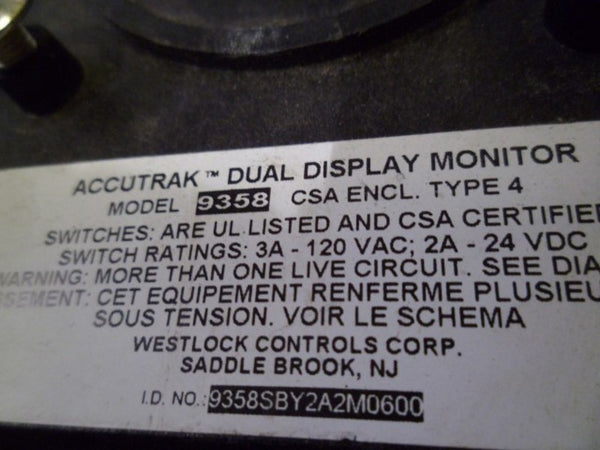 ACCUTRAK™ DUAL DISPLAY MONITOR
MODEL 9358 CSA ENCL. TYPE 4
SWITCHES: ARE UL LISTED AND CSA CERTIFIE
SWITCH RATINGS: 3A - 120 VAC; 2A - 24 VDC
WARNING: MORE THAN ONE LIVE CIRCUIT. SEE DIA
SSEMENT: CET EQUIPEMENT RENFERME PLUSIEU
SOUS TENSION. VOIR LE SCHEMA
WESTLOCK CONTROLS CORP.
SADDLE BROOK, NJ
I.D. NO.: 9358SBY2A2M0600